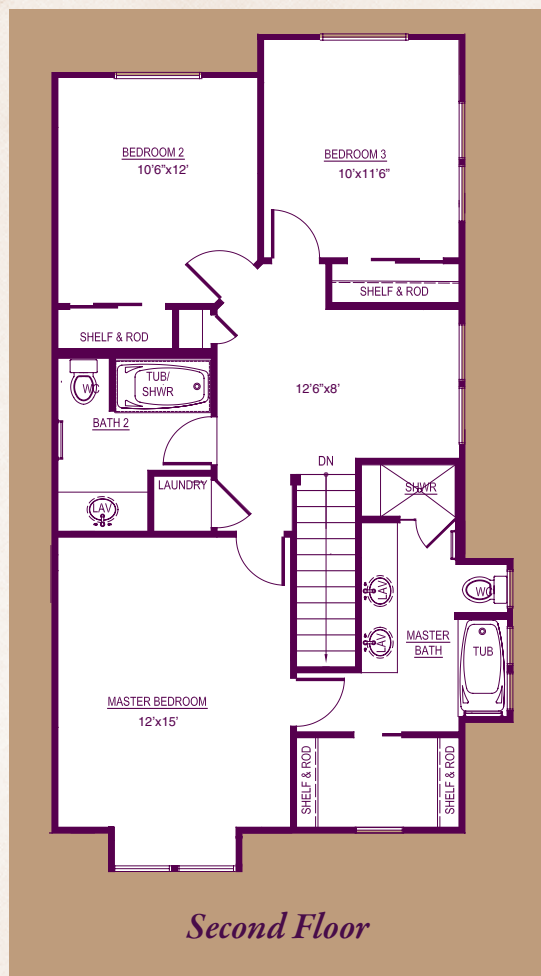 BEDROOM 2
10'6"x12'
BEDROOM 3
10'x11'6"
SHELF & ROD
SHELF & ROD
TUB/
SHWR
WC
BATH 2
12'6"x8'
DN
LAUNDRY
LAV
SHWR
WC
LAV
LAV
MASTER
BATH
TUB
MASTER BEDROOM
12'x15'
SHELF & ROD
SHELF & ROD
Second Floor